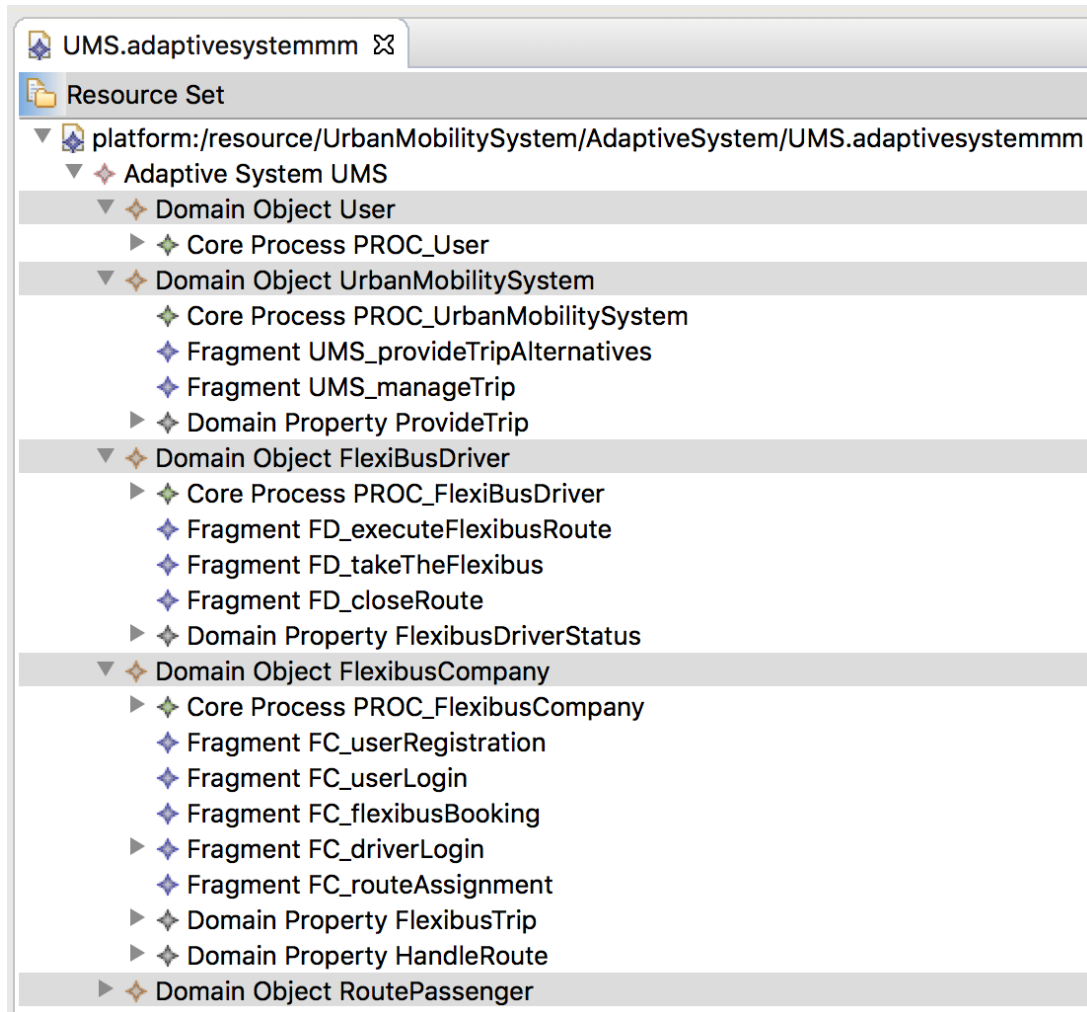 UMS.adaptivesystemmm
Resource Set
platform:/resource/UrbanMobilitySystem/AdaptiveSystem/UMS.adaptivesystemmm
Adaptive System UMS
Domain Object User
Core Process PROC_User
Domain Object UrbanMobilitySystem
Core Process PROC_UrbanMobilitySystem
Fragment UMS_provideTripAlternatives
Fragment UMS_manageTrip
Domain Property ProvideTrip
Domain Object FlexiBusDriver
Core Process PROC_FlexiBusDriver
Fragment FD_executeFlexibusRoute
Fragment FD_takeTheFlexibus
Fragment FD_closeRoute
Domain Property FlexibusDriverStatus
Domain Object FlexibusCompany
Core Process PROC_FlexibusCompany
Fragment FC_userRegistration
Fragment FC_userLogin
Fragment FC_flexibusBooking
Fragment FC_driverLogin
Fragment FC_routeAssignment
Domain Property FlexibusTrip
Domain Property HandleRoute
Domain Object RoutePassenger